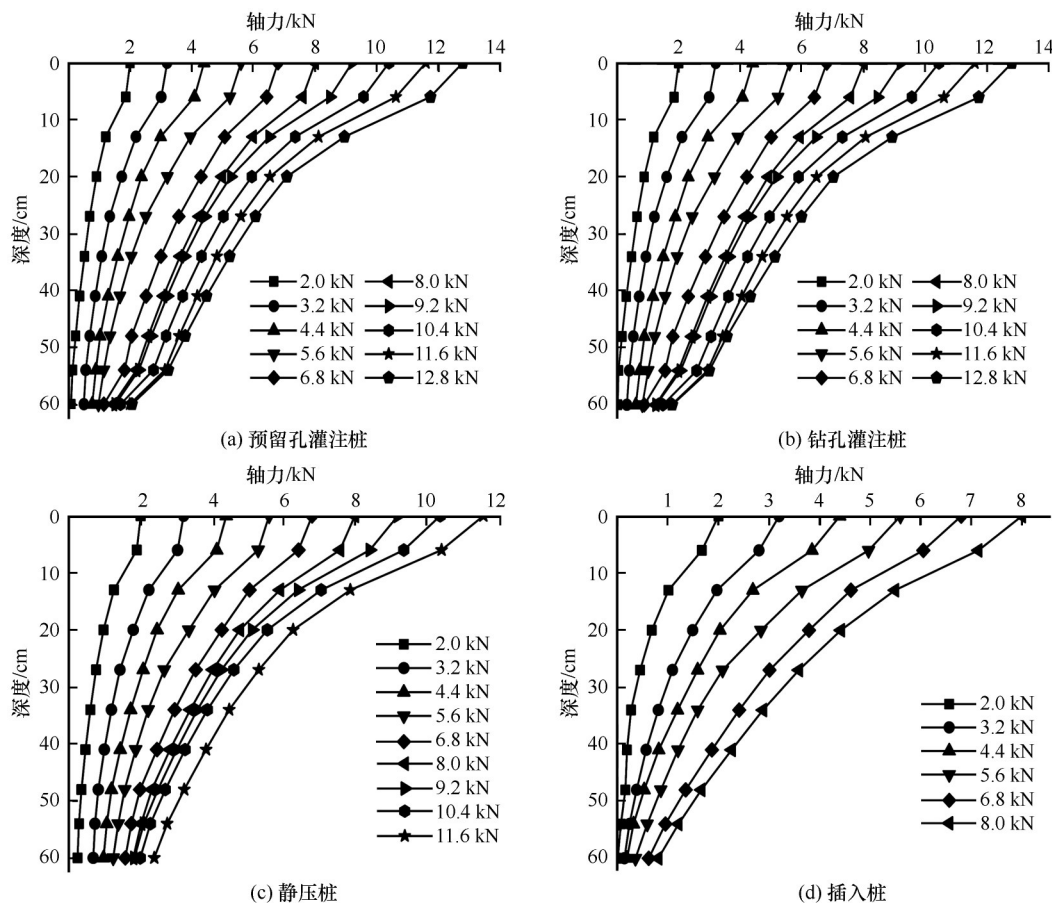 轴力/kN
2 4 6 8 10 12 14
0
10
20
30
40
50
60
深度/cm
2.0 kN 8.0 kN
3.2 kN 9.2 kN
4.4 kN 10.4 kN
5.6 kN 11.6 kN
6.8 kN 12.8 kN
(a) 预留孔灌注桩
轴力/kN
2 4 6 8 10 12 14
0
10
20
30
40
50
60
深度/cm
2.0 kN 8.0 kN
3.2 kN 9.2 kN
4.4 kN 10.4 kN
5.6 kN 11.6 kN
6.8 kN 12.8 kN
(b) 钻孔灌注桩
轴力/kN
2 4 6 8 10 12
0
10
20
30
40
50
60
深度/cm
2.0 kN
3.2 kN
4.4 kN
5.6 kN
6.8 kN
8.0 kN
9.2 kN
10.4 kN
11.6 kN
(c) 静压桩
轴力/kN
1 2 3 4 5 6 7 8
0
10
20
30
40
50
60
深度/cm
2.0 kN
3.2 kN
4.4 kN
5.6 kN
6.8 kN
8.0 kN
(d) 插入桩